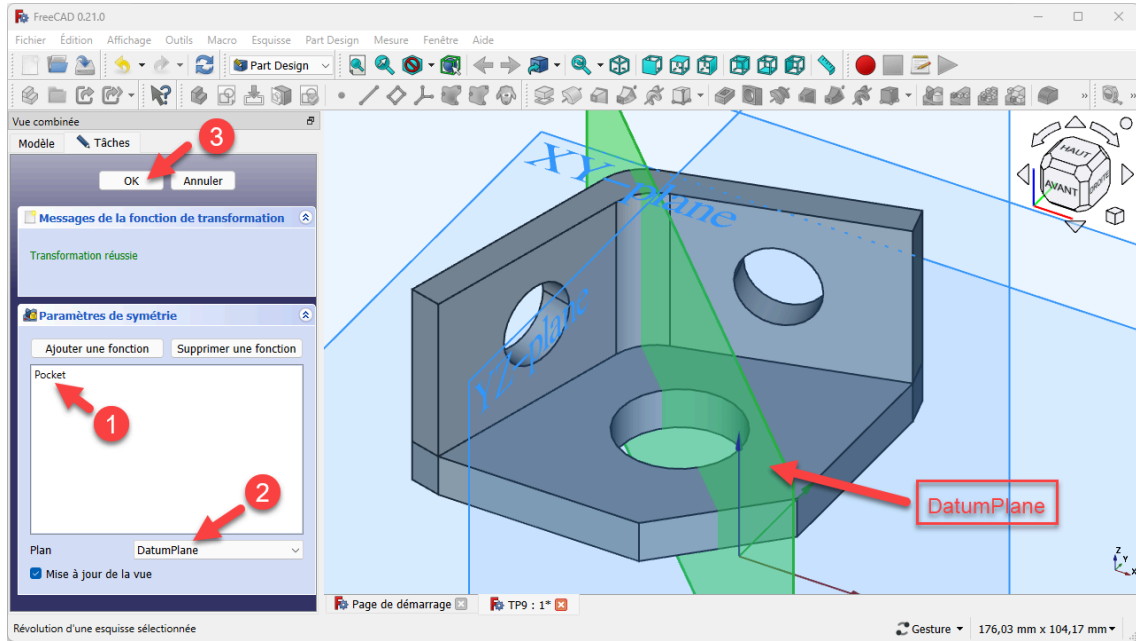 FreeCAD 0.21.0
Fichier Édition Affichage Outils Macro Esquisse Part Design Mesure Fenêtre Aide
Part Design
»
»
Vue combinée
Modèle Tâches
3
OK Annuler
Messages de la fonction de transformation
Transformation réussie
Paramètres de symétrie
Ajouter une fonction Supprimer une fonction
Pocket
1
2
Plan DatumPlane
Mise à jour de la vue
XY-plane
YZ-plane
HAUT
AVANT
DROITE
DatumPlane
Z
Y
X
Page de démarrage
TP9 : 1*
Révolution d'une esquisse sélectionnée
Gesture 176,03 mm x 104,17 mm